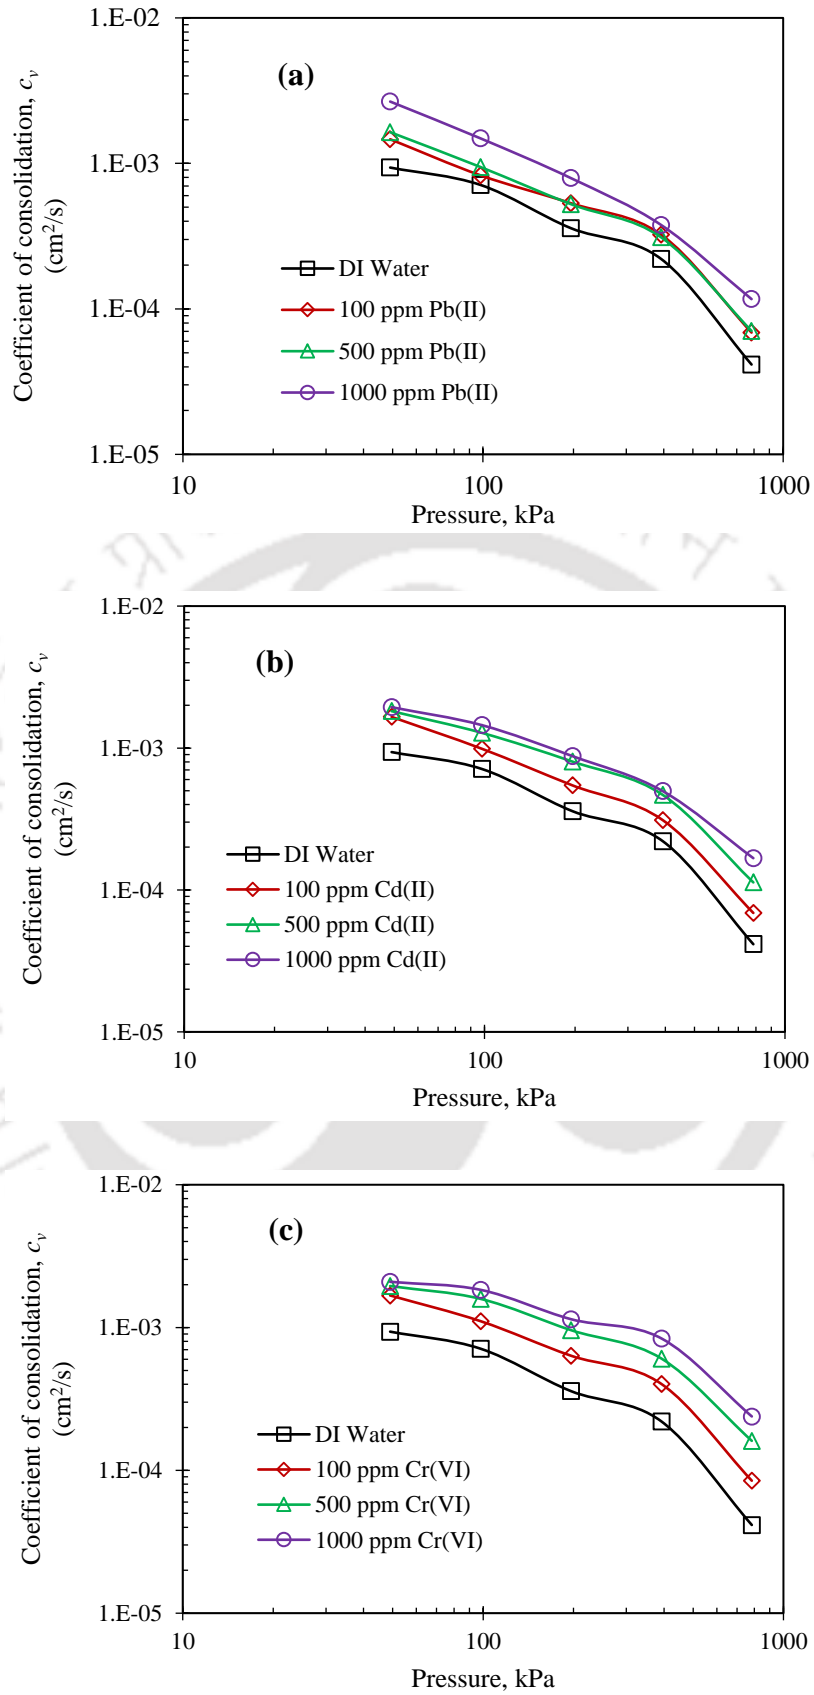 (a)
Coefficient of consolidation, cv
(cm2/s)
1.E-02
1.E-03
1.E-04
1.E-05
DI Water
100 ppm Pb(II)
500 ppm Pb(II)
1000 ppm Pb(II)
10
100
1000
Pressure, kPa
(b)
Coefficient of consolidation, cv
(cm2/s)
1.E-02
1.E-03
1.E-04
1.E-05
DI Water
100 ppm Cd(II)
500 ppm Cd(II)
1000 ppm Cd(II)
10
100
1000
Pressure, kPa
(c)
Coefficient of consolidation, cv
(cm2/s)
1.E-02
1.E-03
1.E-04
1.E-05
DI Water
100 ppm Cr(VI)
500 ppm Cr(VI)
1000 ppm Cr(VI)
10
100
1000
Pressure, kPa